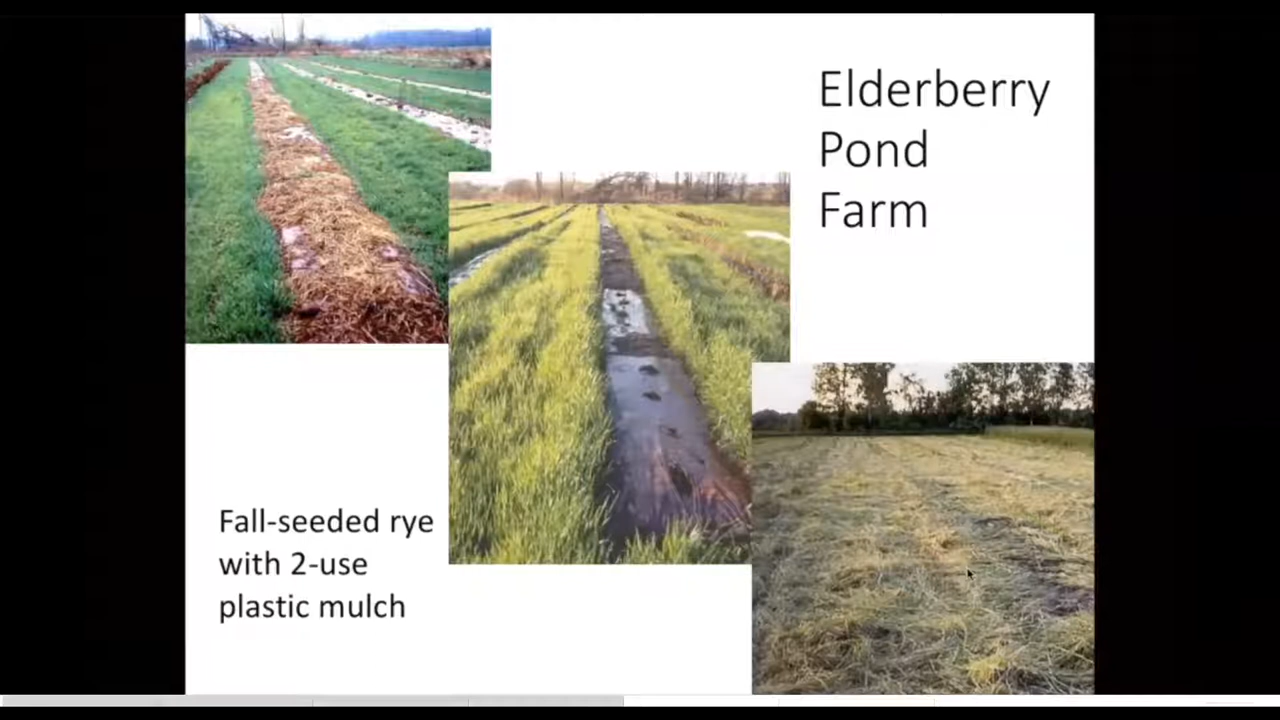 Elderberry
Pond
Farm
Fall-seeded rye
with 2-use
plastic mulch